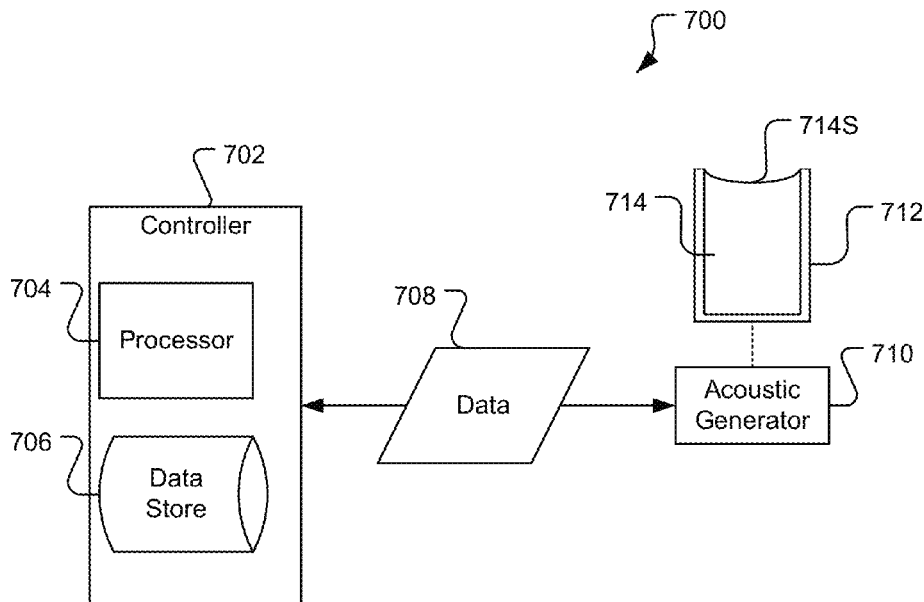 700
714S
702
714
712
Controller
704
708
Processor
710
Acoustic
Generator
Data
706
Data
Store